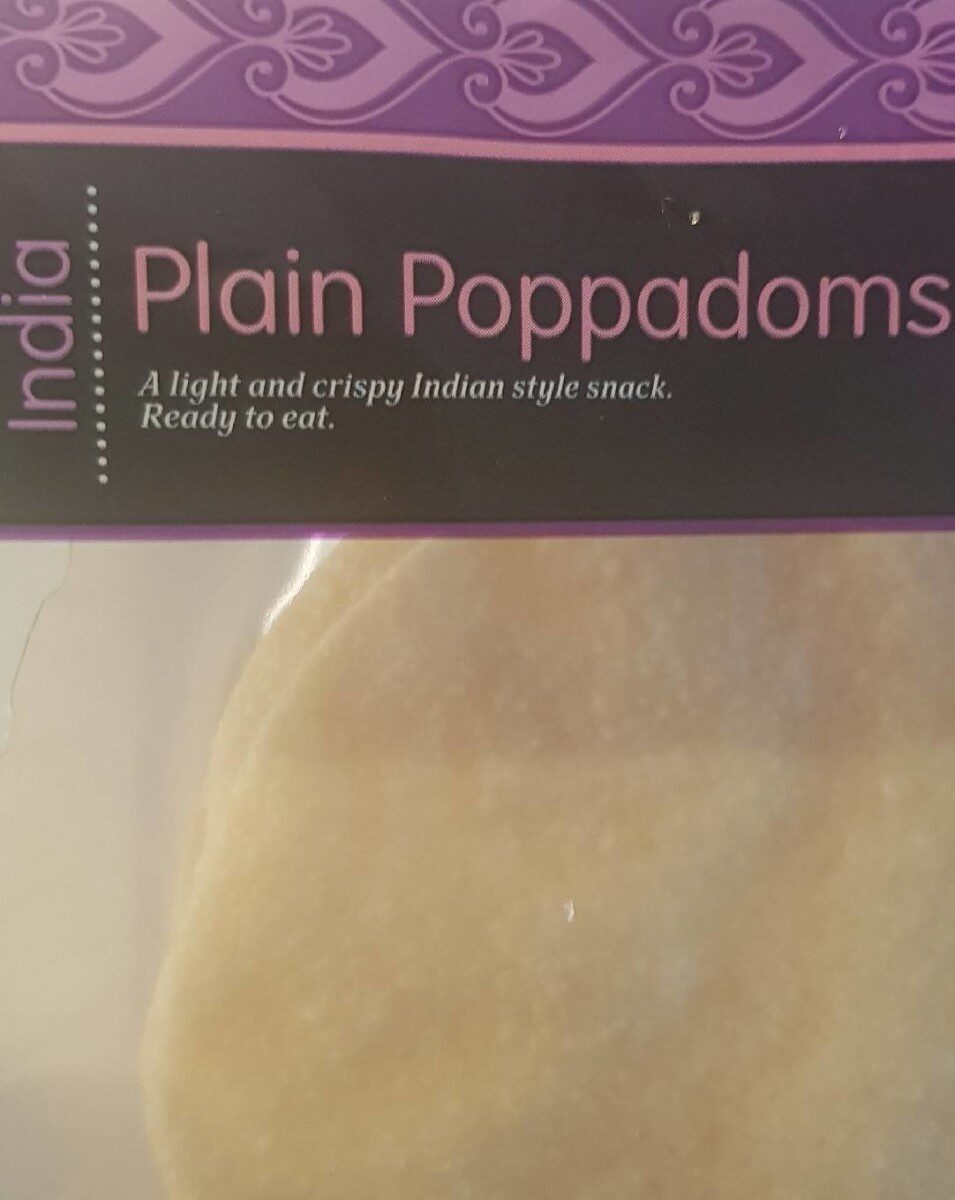 India
Plain Poppadoms
A light and crispy Indian style snack.
Ready to eat.